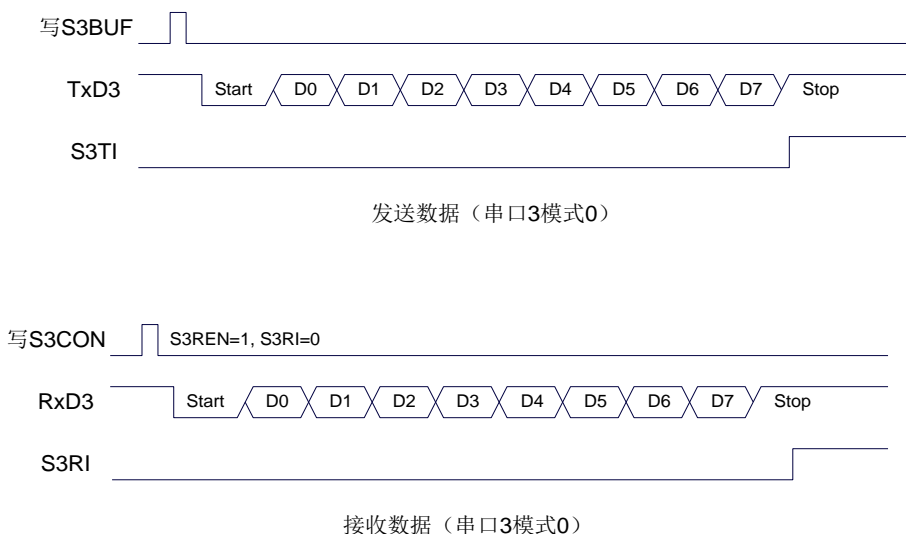 写S3BUF
TxD3 Start D0 D1 D2 D3 D4 D5 D6 D7 Stop
S3TI
发送数据（串口3模式0）
写S3CON S3REN=1, S3RI=0
RxD3 Start D0 D1 D2 D3 D4 D5 D6 D7 Stop
S3RI
接收数据（串口3模式0）